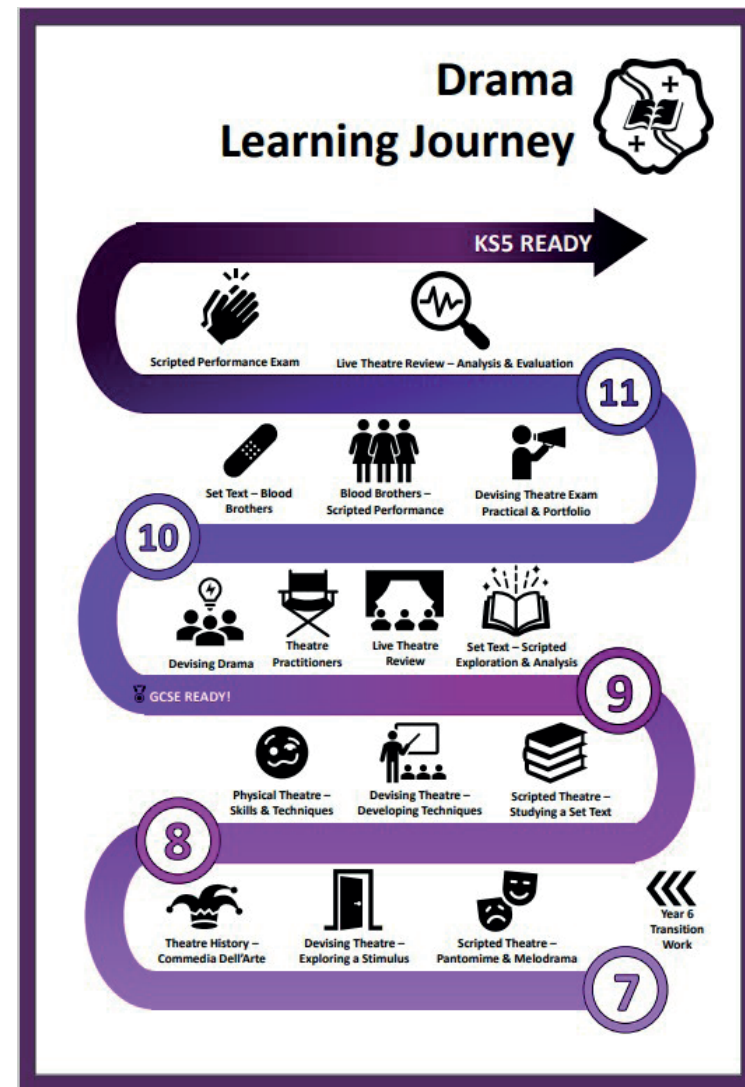 Drama
Learning Journey
KS5 READY
Scripted Performance Exam
Live Theatre Review – Analysis & Evaluation
11
Set Text – Blood
Brothers
Blood Brothers –
Scripted Performance
Devising Theatre Exam
Practical & Portfolio
10
Devising Drama
Theatre
Practitioners
Live Theatre
Review
Set Text – Scripted
Exploration & Analysis
GCSE READY!
9
Physical Theatre –
Skills & Techniques
Devising Theatre –
Developing Techniques
Scripted Theatre –
Studying a Set Text
8
Theatre History –
Commedia Dell'Arte
Devising Theatre –
Exploring a Stimulus
Scripted Theatre –
Pantomime & Melodrama
Year 6
Transition
Work
7